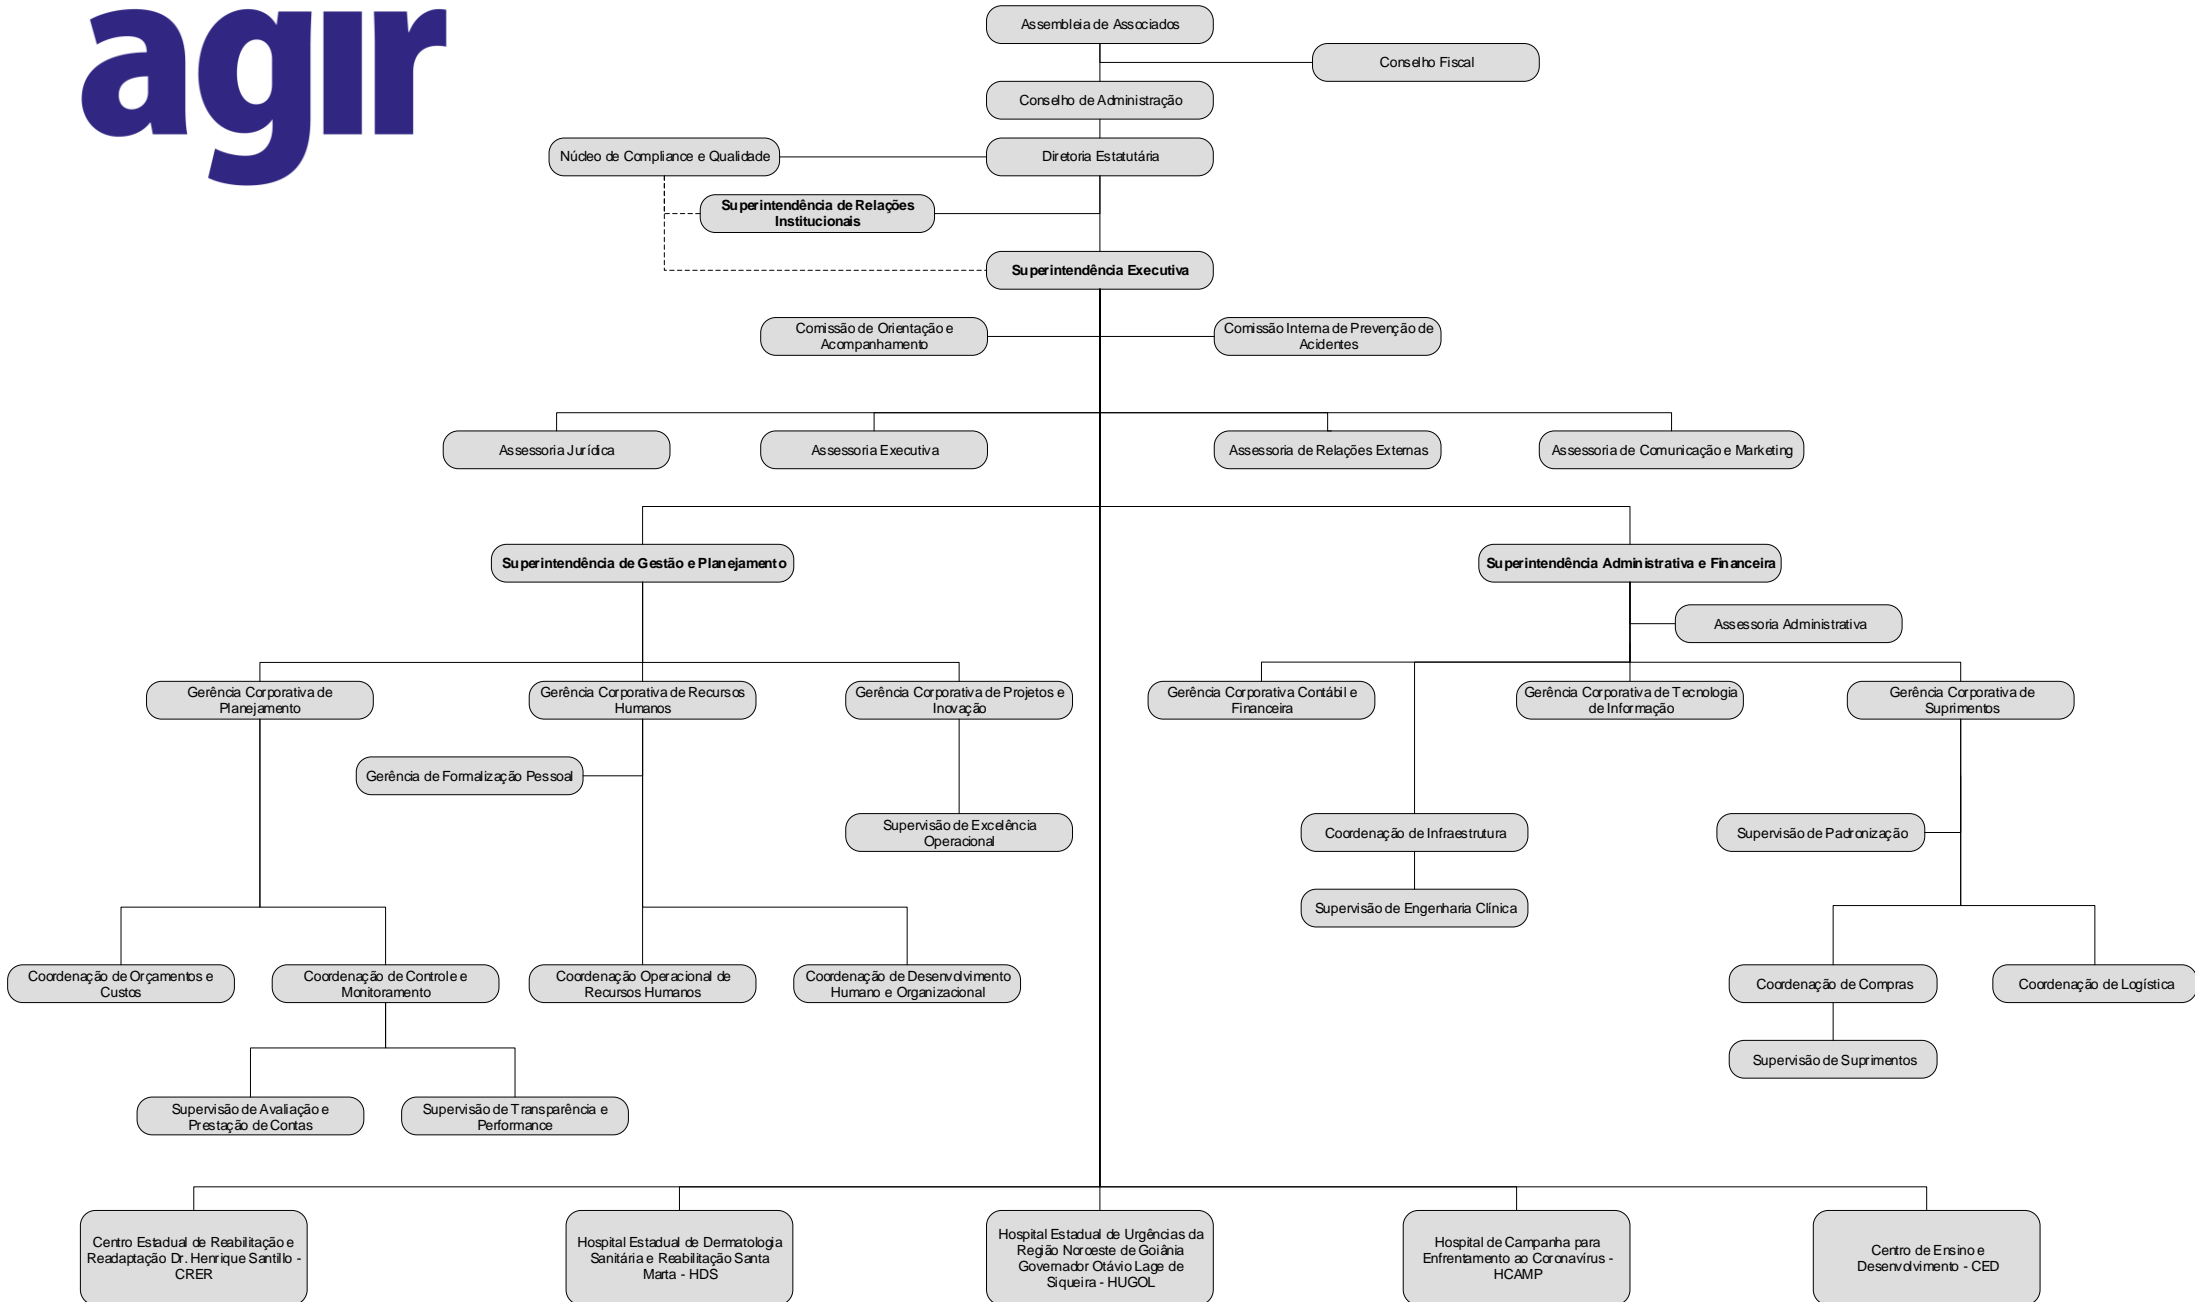 agir
Assembleia de Associados
Conselho Fiscal
Conselho de Administração
Núcleo de Compliance e Qualidade
Diretoria Estatutária
Superintendência de Relações
Institucionais
Superintendência Executiva
Comissão de Orientação e
Acompanhamento
Comissão Interna de Prevenção de
Acidentes
Assessoria Jurídica
Assessoria Executiva
Assessoria de Relações Externas
Assessoria de Comunicação e Marketing
Superintendência de Gestão e Planejamento
Superintendência Administrativa e Financeira
Assessoria Administrativa
Gerência Corporativa de
Planejamento
Gerência Corporativa de Recursos
Humanos
Gerência Corporativa de Projetos e
Inovação
Gerência Corporativa Contábil e
Financeira
Gerência Corporativa de Tecnologia
de Informação
Gerência Corporativa de
Suprimentos
Gerência de Formalização Pessoal
Supervisão de Excelência
Operacional
Coordenação de Infraestrutura
Supervisão de Padronização
Supervisão de Engenharia Clínica
Coordenação de Orçamentos e
Custos
Coordenação de Controle e
Monitoramento
Coordenação Operacional de
Recursos Humanos
Coordenação de Desenvolvimento
Humano e Organizacional
Coordenação de Compras
Coordenação de Logística
Supervisão de Suprimentos
Supervisão de Avaliação e
Prestação de Contas
Supervisão de Transparência e
Performance
Centro Estadual de Reabilitação e
Readaptação Dr. Henrique Santillo -
CRER
Hospital Estadual de Dermatologia
Sanitária e Reabilitação Santa
Marta - HDS
Hospital Estadual de Urgências da
Região Noroeste de Goiânia
Governador Otávio Lage de
Siqueira - HUGOL
Hospital de Campanha para
Enfrentamento ao Coronavírus -
HCAMP
Centro de Ensino e
Desenvolvimento - CED